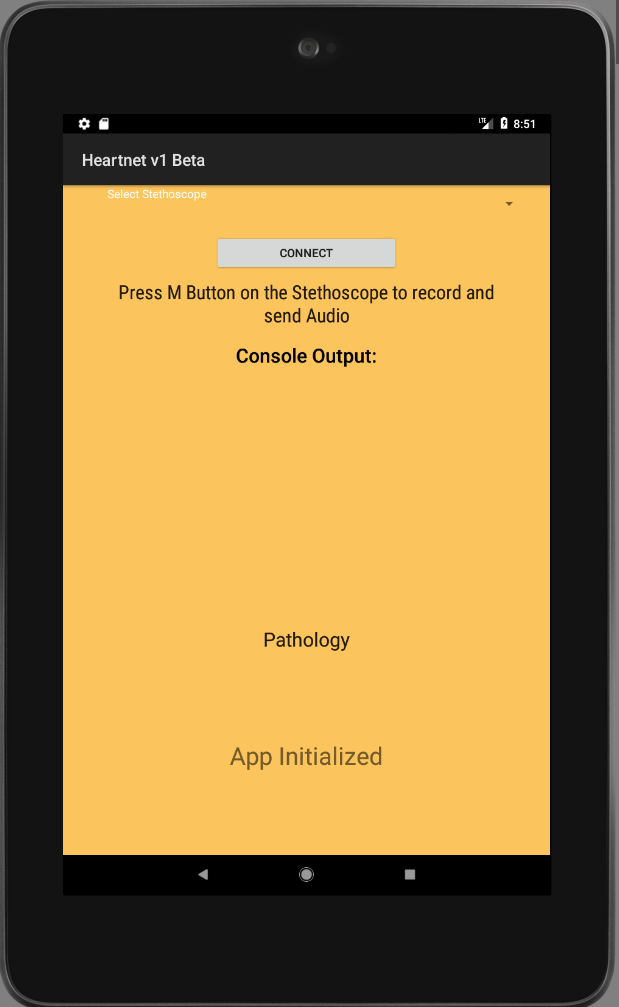 LTE 8:51
Heartnet v1 Beta
Select Stethoscope
CONNECT
Press M Button on the Stethoscope to record and
send Audio
Console Output:
Pathology
App Initialized